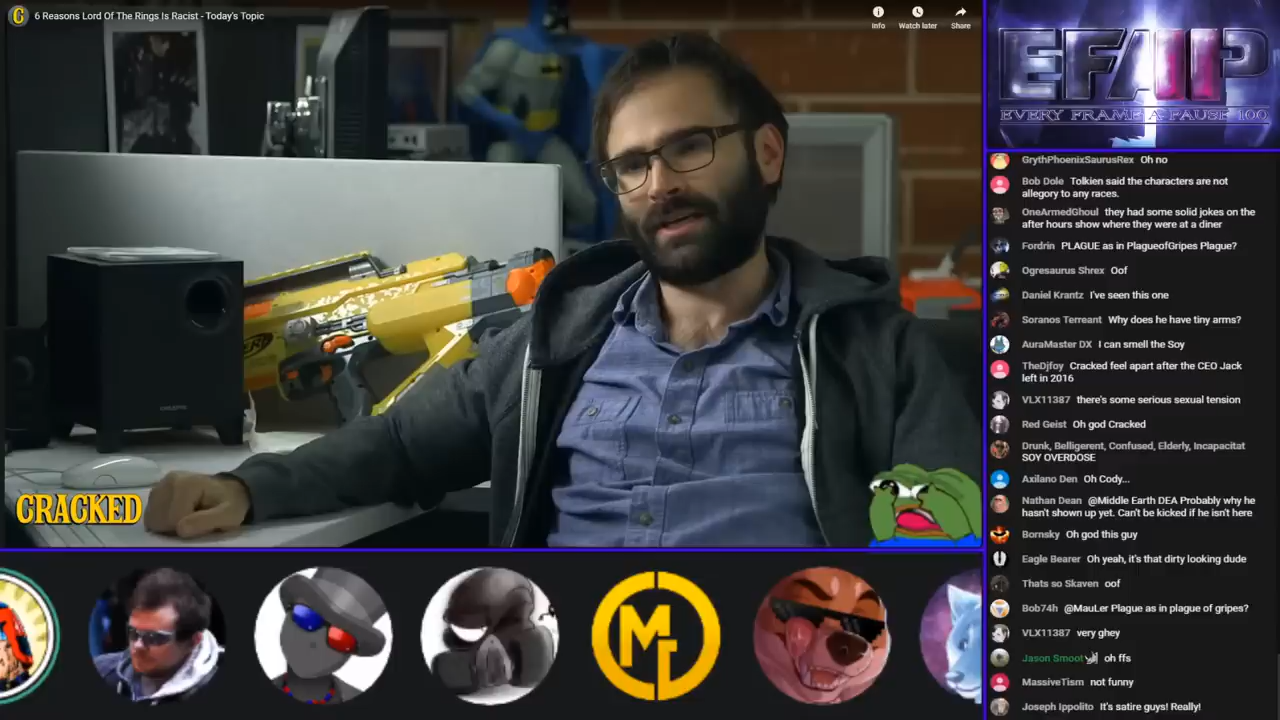 6 Reasons Lord Of The Rings Is Racist - Today's Topic
Info
Watch later
Share
CRACKED
EFAP
EVERY FRAME A PAUSE 100
GrythPhoenixSaurusRex Oh no
Bob Dole Tolkien said the characters are not
allegory to any races.
OneArmedGhoul they had some solid jokes on the
after hours show where they were at a diner
Fordrin PLAGUE as in PlagueofGripes Plague?
Ogresaurus Shrex Oof
Daniel Krantz I've seen this one
Soranos Terreant Why does he have tiny arms?
AuraMaster DX I can smell the Soy
TheDjfoy Cracked feel apart after the CEO Jack
left in 2016
VLX11387 there's some serious sexual tension
Red Geist Oh god Cracked
Drunk, Belligerent, Confused, Elderly, Incapacitat
SOY OVERDOSE
Axilano Den Oh Cody...
Nathan Dean @Middle Earth DEA Probably why he
hasn't shown up yet. Can't be kicked if he isn't here
Bornsky Oh god this guy
Eagle Bearer Oh yeah, it's that dirty looking dude
Thats so Skaven oof
Bob74h @MauLer Plague as in plague of gripes?
VLX11387 very ghey
Jason Smoot oh ffs
MassiveTism not funny
Joseph Ippolito It's satire guys! Really!
NERF
CREATIVE
ML